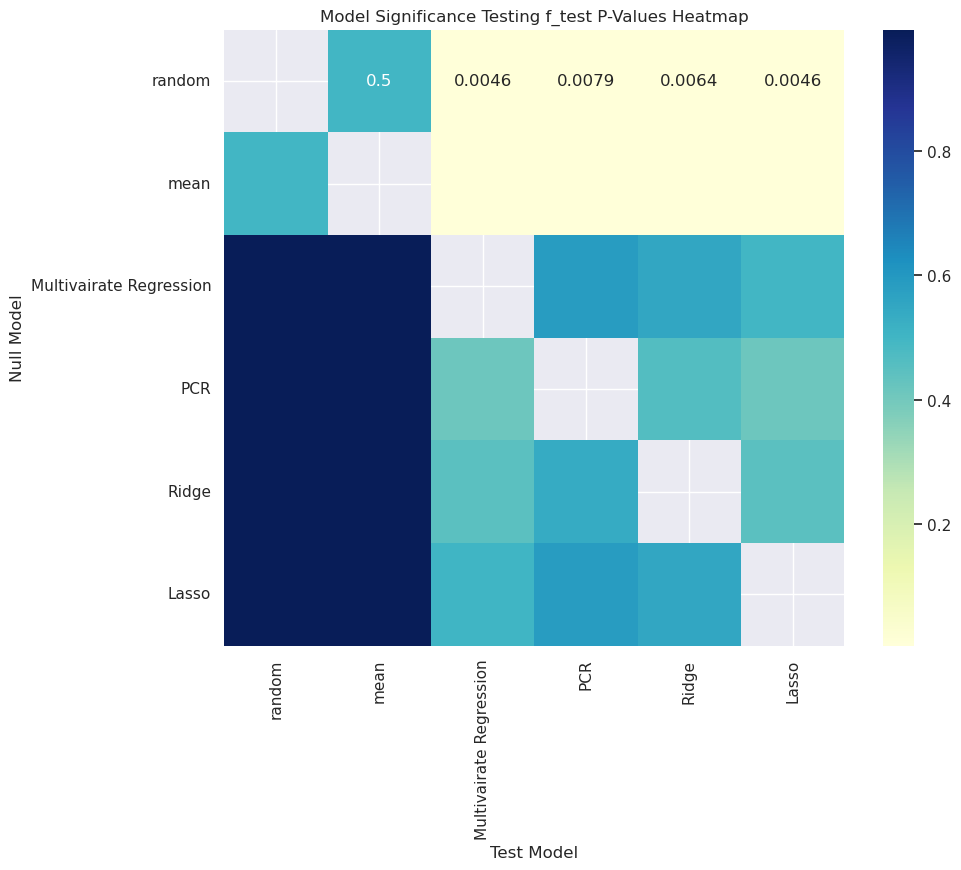 Model Significance Testing f_test P-Values Heatmap
random
0.5
0.0046
0.0079
0.0064
0.0046
mean
Multivairate Regression
PCR
Ridge
Lasso
Null Model
random
mean
Multivairate Regression
PCR
Ridge
Lasso
Test Model
0.8
0.6
0.4
0.2